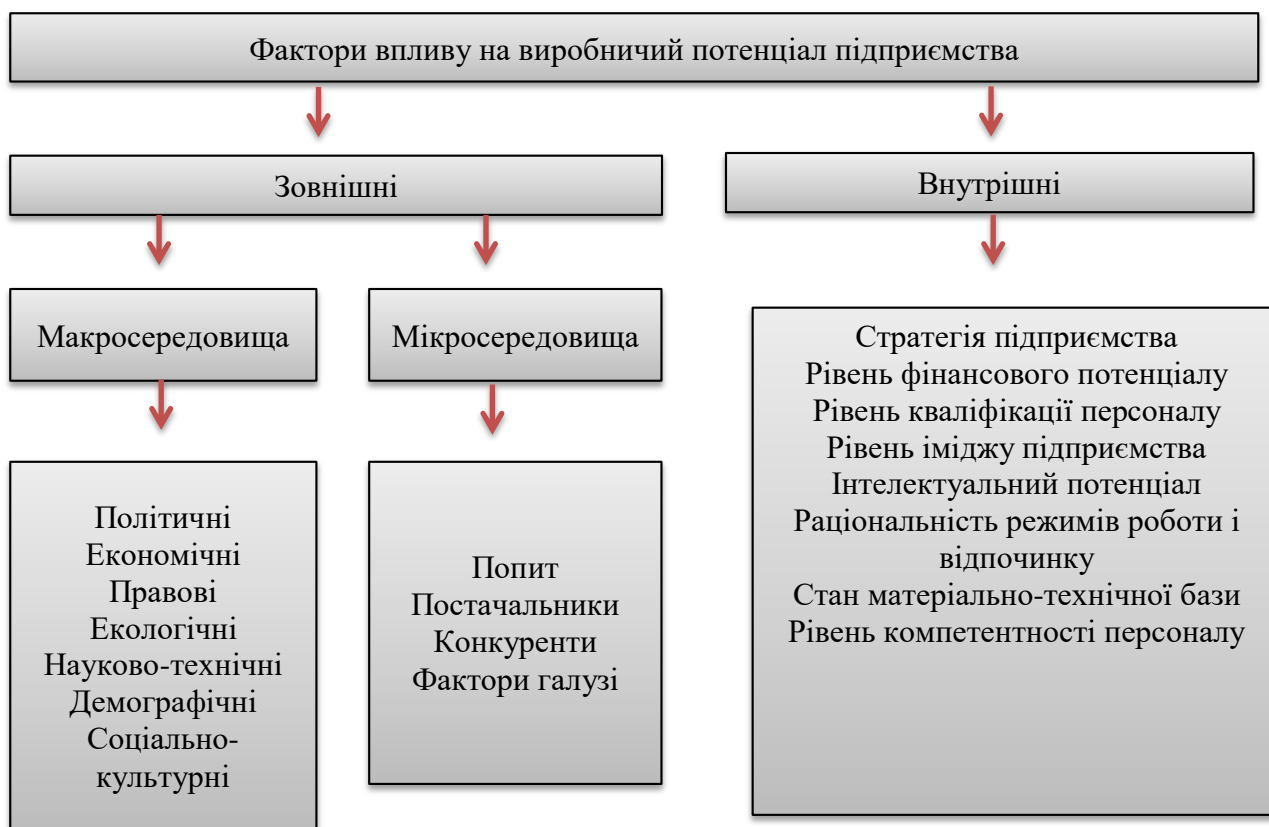 Фактори впливу на виробничий потенціал підприємства
Зовнішні
Внутрішні
Макросередовища
Мікросередовища
Політичні
Економічні
Правові
Екологічні
Науково-технічні
Демографічні
Соціально-
культурні
Попит
Постачальники
Конкуренти
Фактори галузі
Стратегія підприємства
Рівень фінансового потенціалу
Рівень кваліфікації персоналу
Рівень іміджу підприємства
Інтелектуальний потенціал
Раціональність режимів роботи і
відпочинку
Стан матеріально-технічної бази
Рівень компетентності персоналу